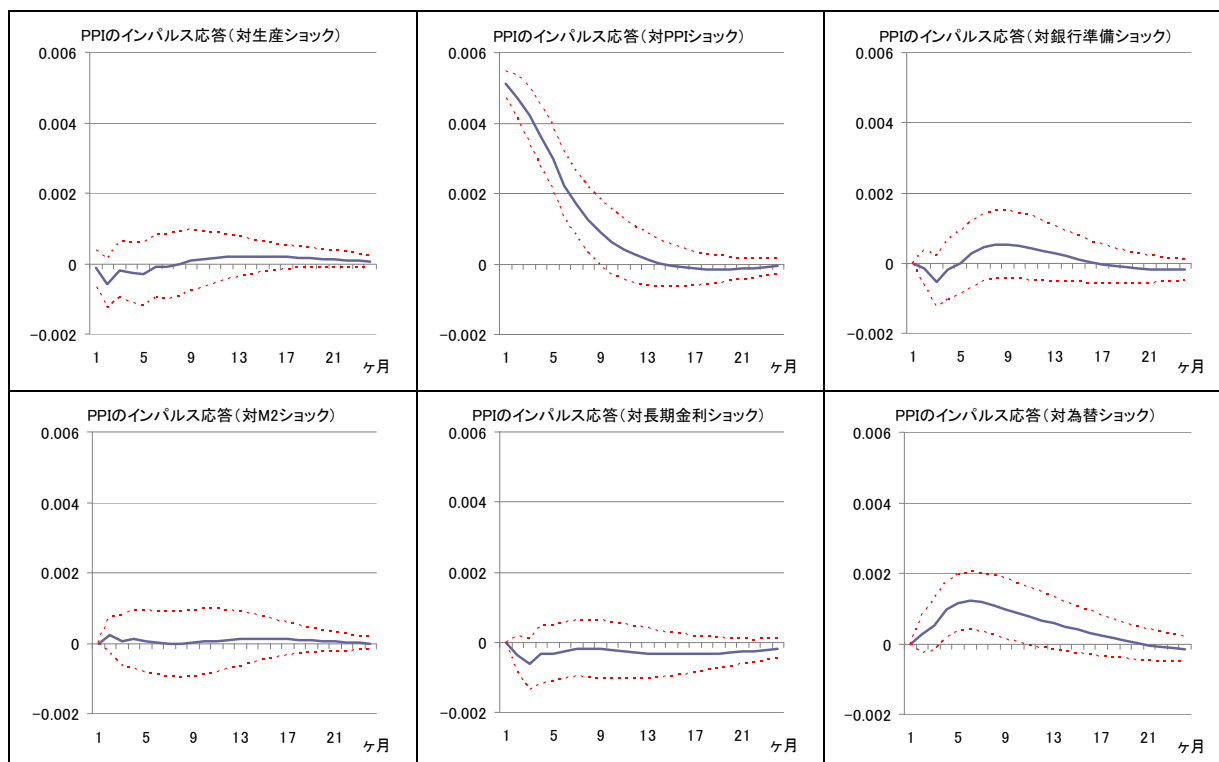 PPIのインパルス応答(対生産ショック)
0.006
0.004
0.002
0
−0.002
1 5 9 13 17 21
ヶ月
PPIのインパルス応答(対PPIショック)
0.006
0.004
0.002
0
−0.002
1 5 9 13 17 21
ヶ月
PPIのインパルス応答(対銀行準備ショック)
0.006
0.004
0.002
0
−0.002
1 5 9 13 17 21
ヶ月
PPIのインパルス応答(対M2ショック)
0.006
0.004
0.002
0
−0.002
1 5 9 13 17 21
ヶ月
PPIのインパルス応答(対長期金利ショック)
0.006
0.004
0.002
0
−0.002
1 5 9 13 17 21
ヶ月
PPIのインパルス応答(対為替ショック)
0.006
0.004
0.002
0
−0.002
1 5 9 13 17 21
ヶ月